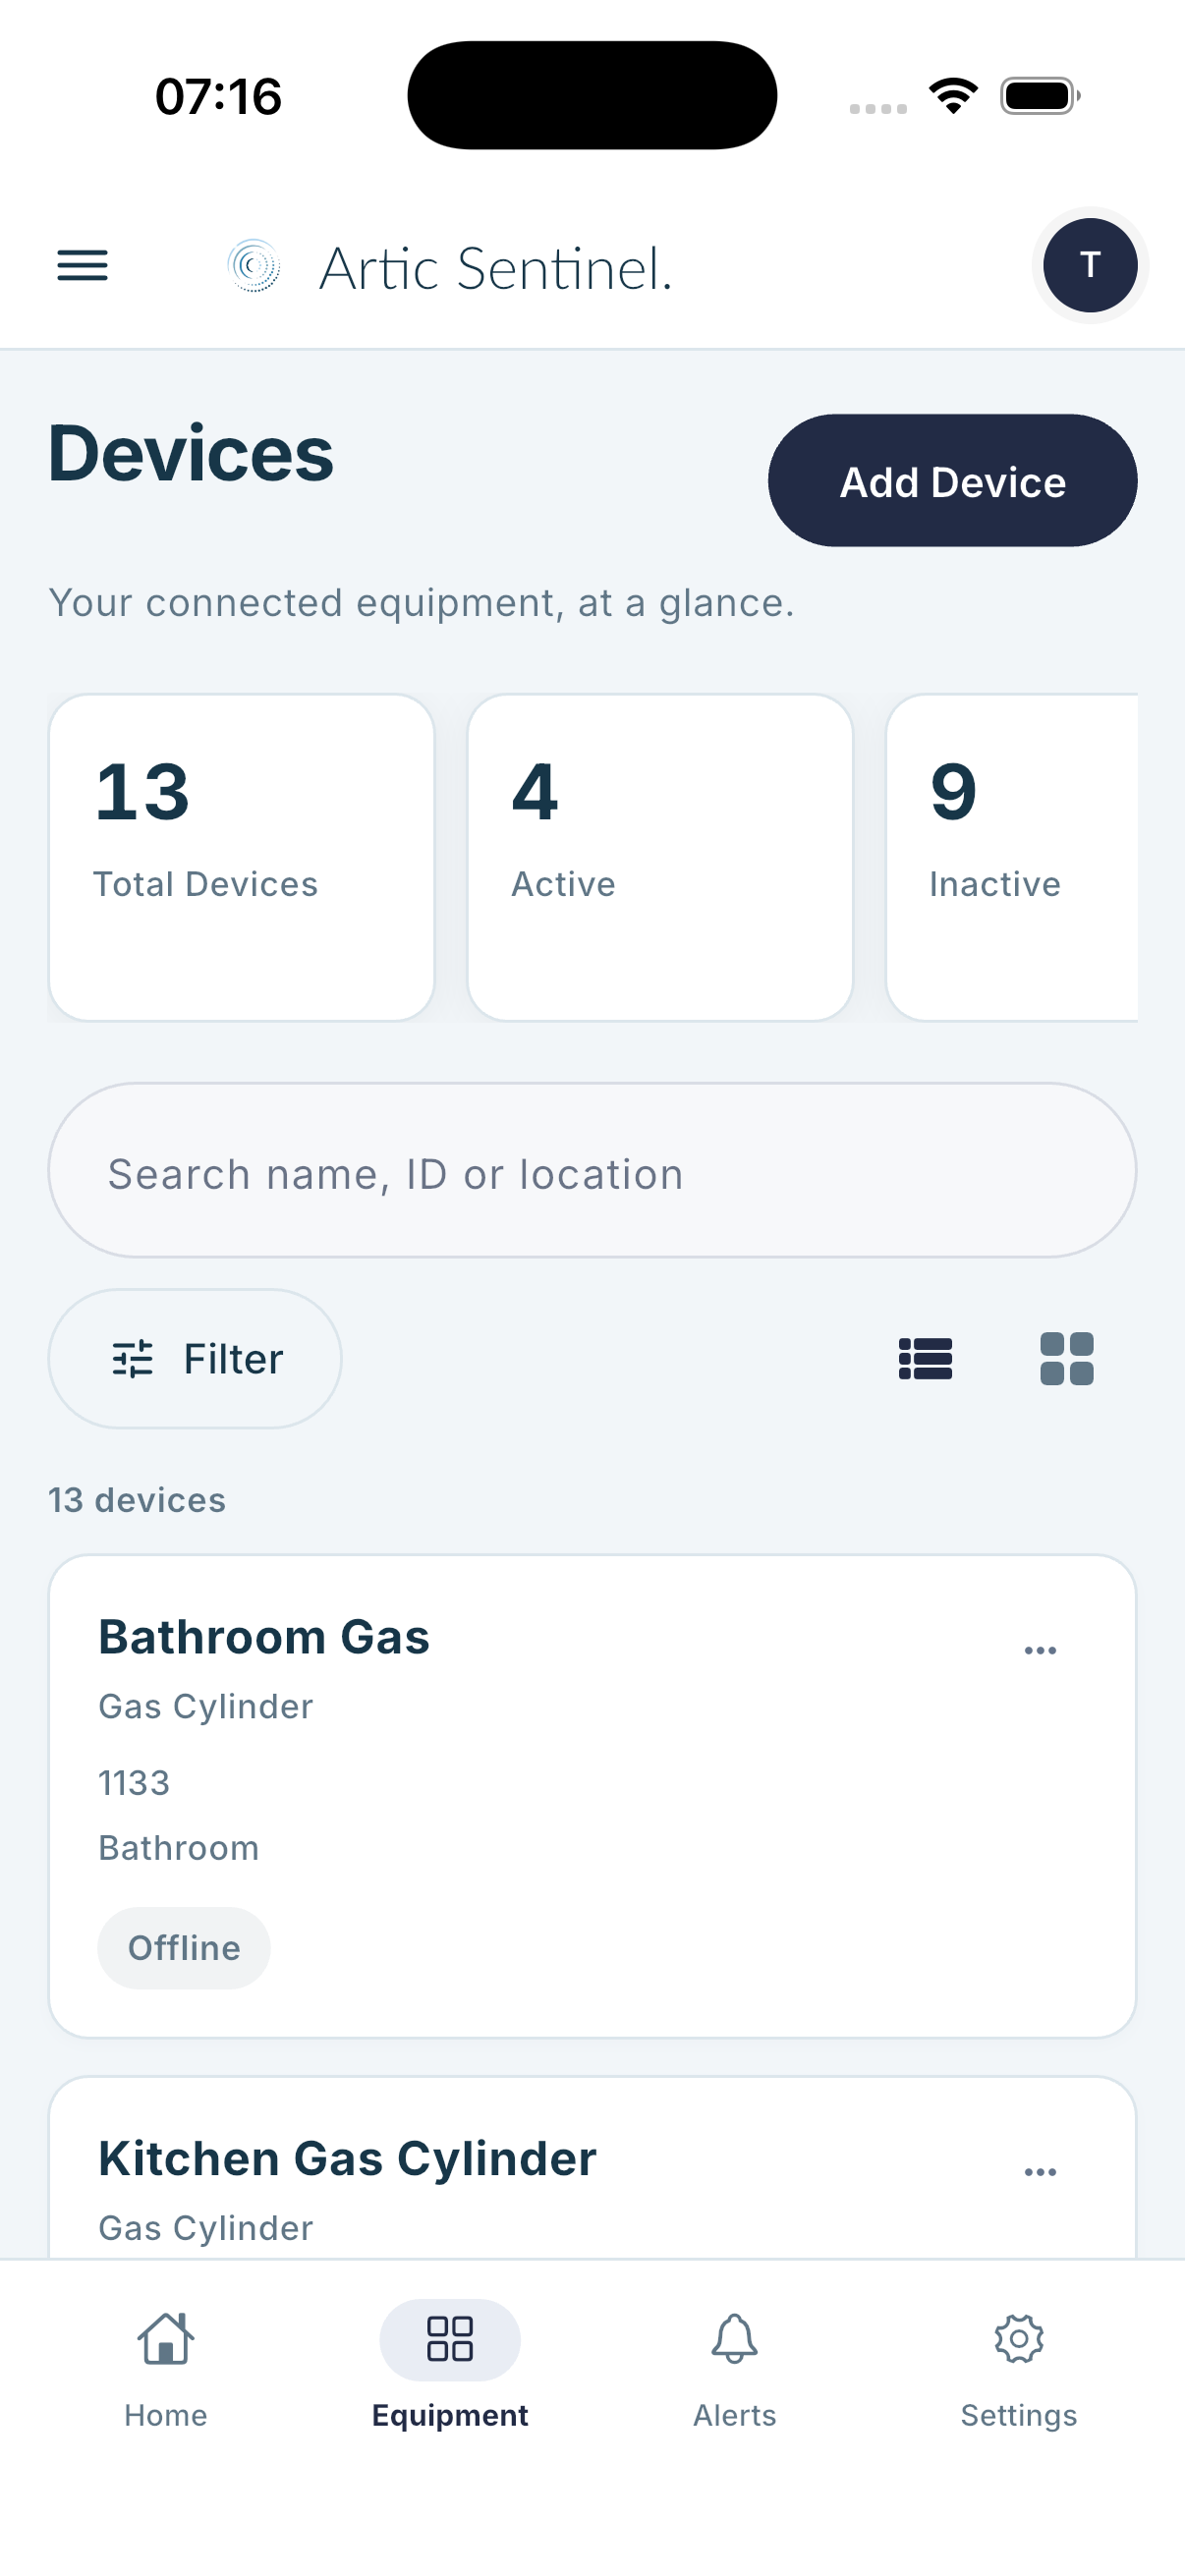 07:16
Artic Sentinel.
T
Devices
Add Device
Your connected equipment, at a glance.
13
Total Devices
4
Active
9
Inactive
Search name, ID or location
Filter
13 devices
Bathroom Gas
Gas Cylinder
1133
Bathroom
Offline
Kitchen Gas Cylinder
Gas Cylinder
Home
Equipment
Alerts
Settings